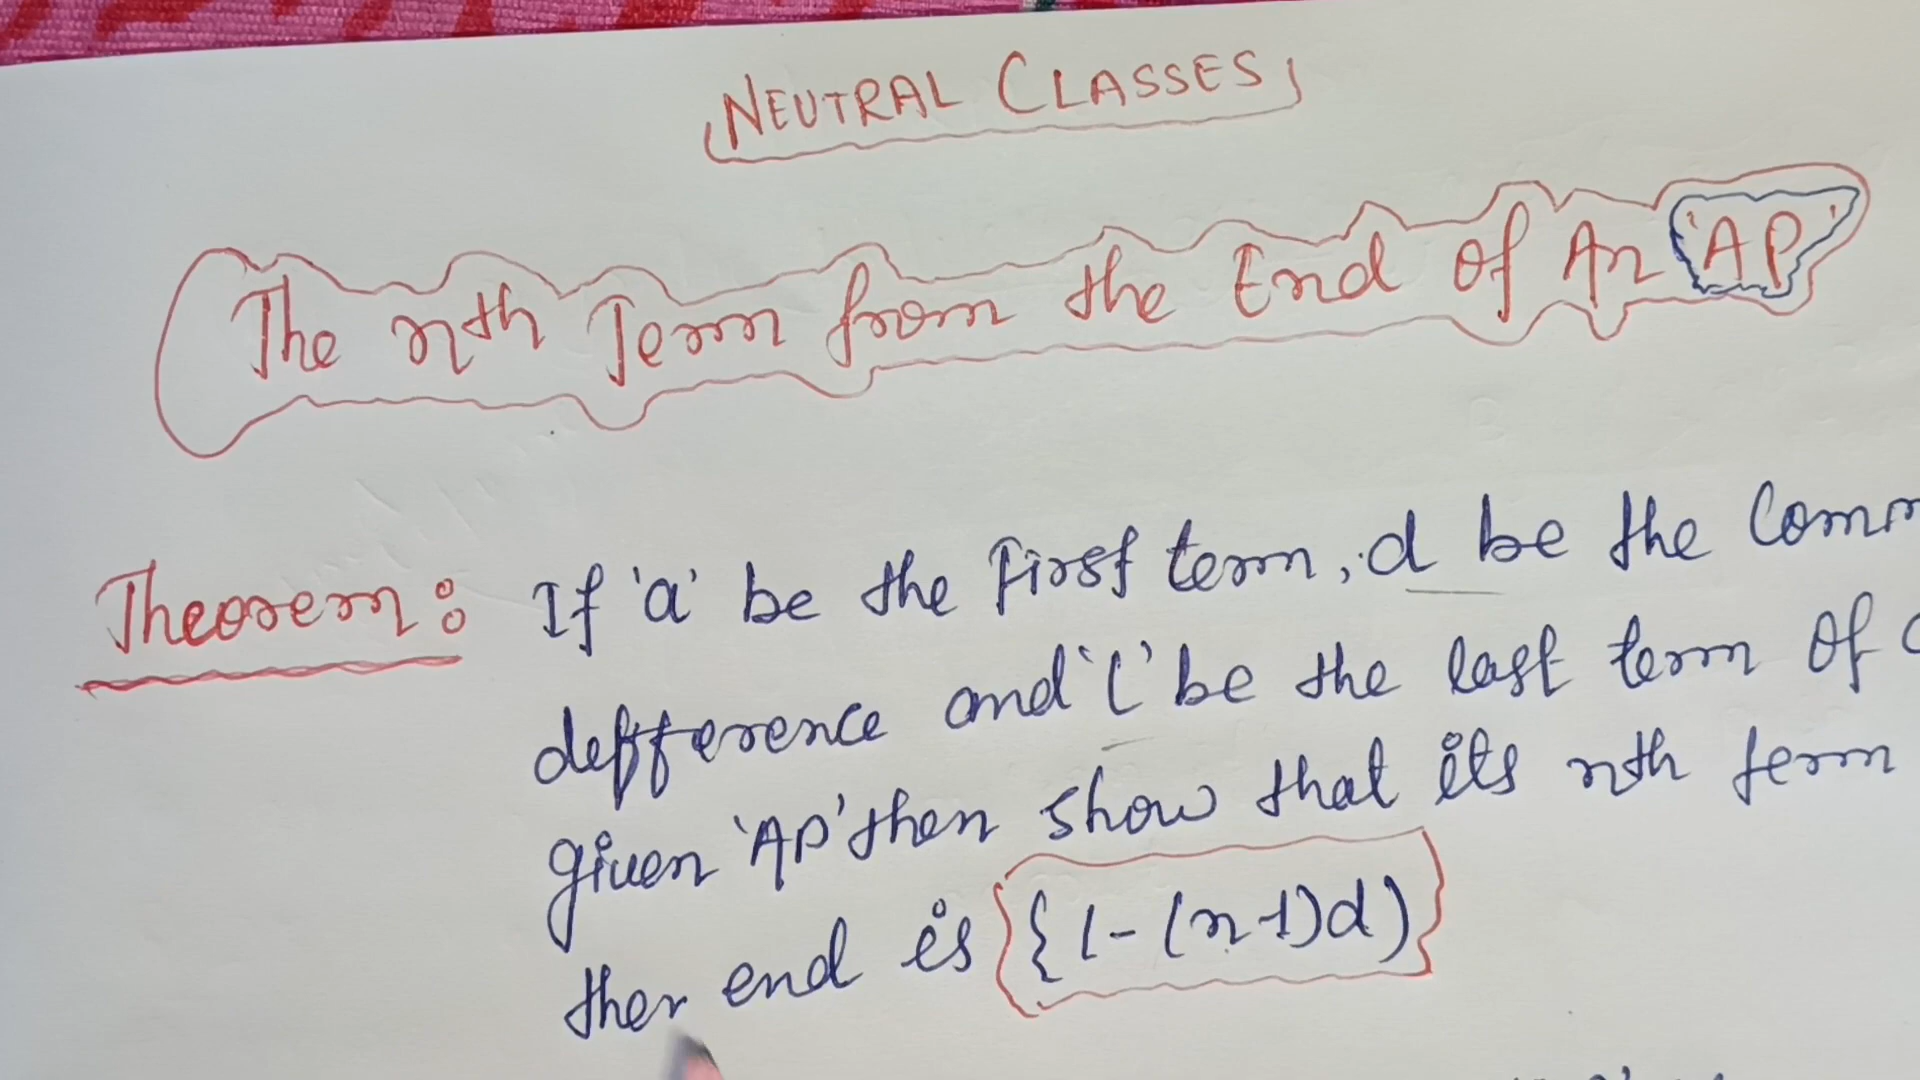 NEUTRAL CLASSES
The nth Term from the End Of An 'AP'
Theorem: If 'a' be the First term, d be the Comm
defference and 'l' be the last term Of
given 'AP' then show that its nth term
ther end is {l-(n-1)d}